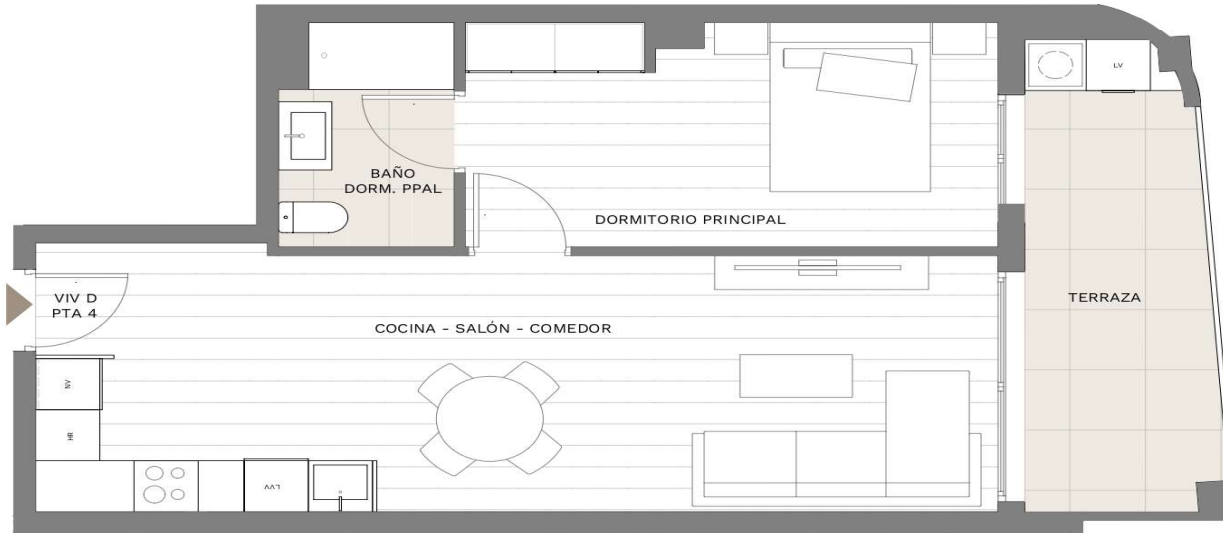 LV
BAÑO
DORM. PPAL
DORMITORIO PRINCIPAL
VIV D
PTA 4
TERRAZA
COCINA - SALÓN - COMEDOR
NV
HR
LVV